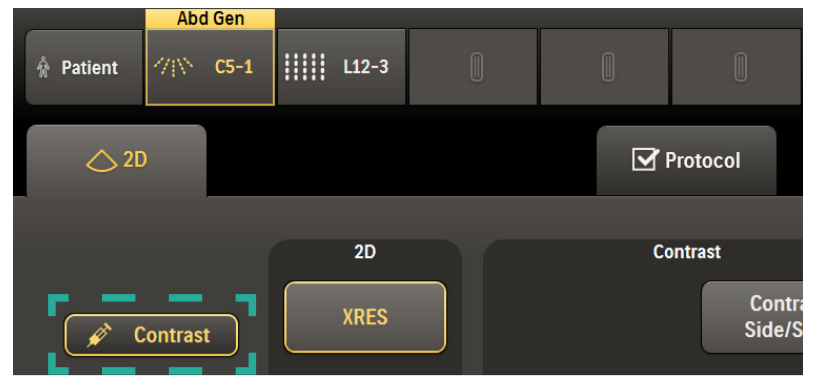 Abd Gen
Patient
C5-1
L12-3
2D
Protocol
2D
Contrast
Contrast
XRES
Contra
Side/S